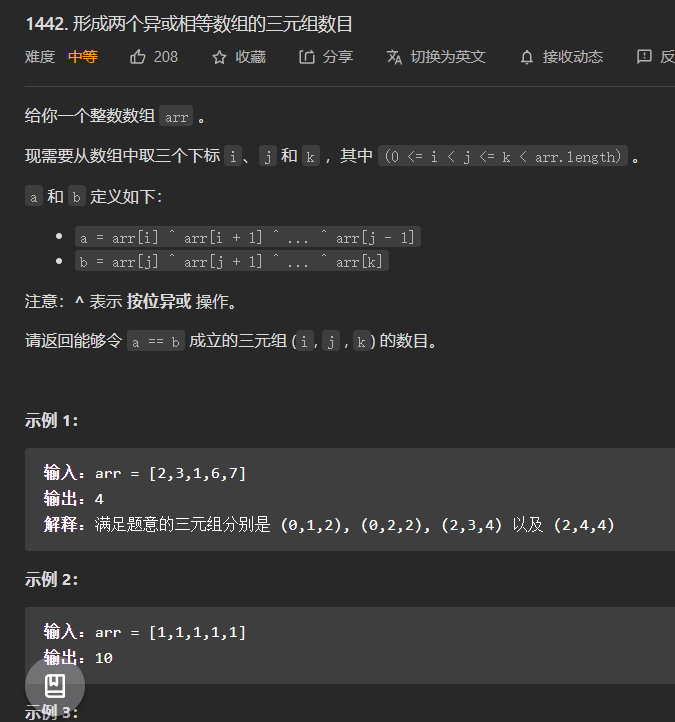 1442. 形成两个异或相等数组的三元组数目
难度 中等 208 收藏 分享 切换为英文 接收动态 反
给你一个整数数组 arr 。
现需要从数组中取三个下标 i、j 和 k ，其中 (0 <= i < j <= k < arr.length) 。
a 和 b 定义如下：
• a = arr[i] ^ arr[i + 1] ^ ... ^ arr[j - 1]
• b = arr[j] ^ arr[j + 1] ^ ... ^ arr[k]
注意：^ 表示 按位异或 操作。
请返回能够令 a == b 成立的三元组 (i, j , k) 的数目。
示例 1：
输入：arr = [2,3,1,6,7]
输出：4
解释：满足题意的三元组分别是 (0,1,2), (0,2,2), (2,3,4) 以及 (2,4,4)
示例 2：
输入：arr = [1,1,1,1,1]
输出：10
示例 3：